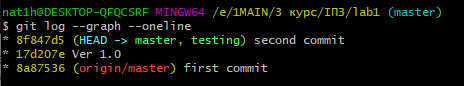 nat1h@DESKTOP-QFQCSRF MINGW64 /e/1MAIN/3 курс/ІПЗ/lab1 (master)
$ git log --graph --oneline
* 8f847d5 (HEAD -> master, testing) second commit
* 17d207e Ver 1.0
* 8a87536 (origin/master) first commit